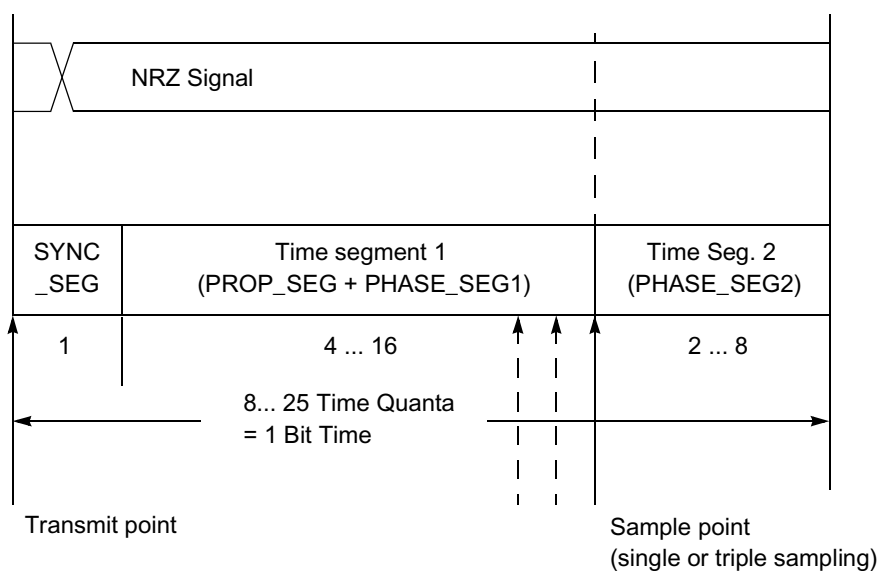 NRZ Signal
SYNC
_SEG
Time segment 1
(PROP_SEG + PHASE_SEG1)
Time Seg. 2
(PHASE_SEG2)
1
4 ... 16
2 ... 8
8... 25 Time Quanta
= 1 Bit Time
Transmit point
Sample point
(single or triple sampling)